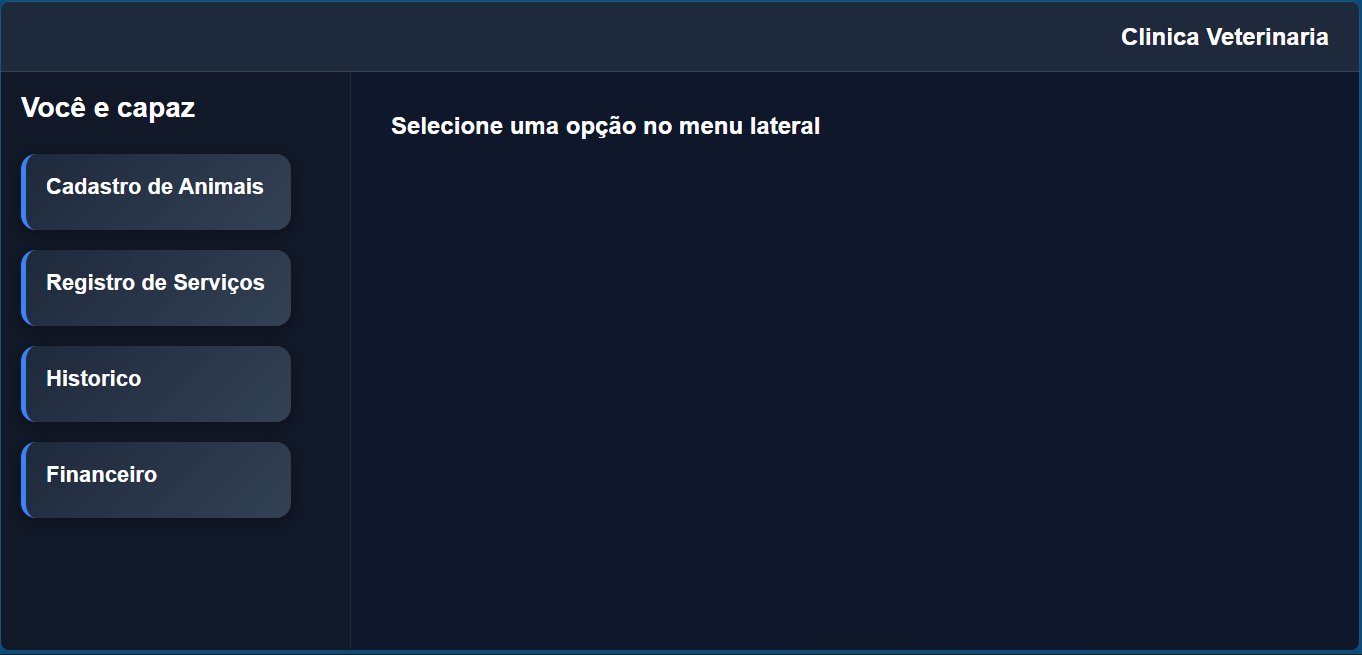 Clinica Veterinaria
Você e capaz
Cadastro de Animais
Registro de Serviços
Historico
Financeiro
Selecione uma opção no menu lateral